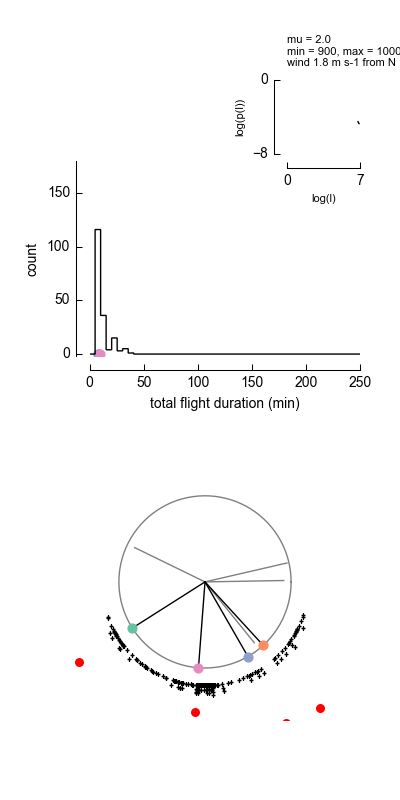 mu = 2.0
min = 900, max = 1000
wind 1.8 m s-1 from N
0
log(p(l))
−8
0 7
log(l)
150
100
50
0
count
0 50 100 150 200 250
total flight duration (min)